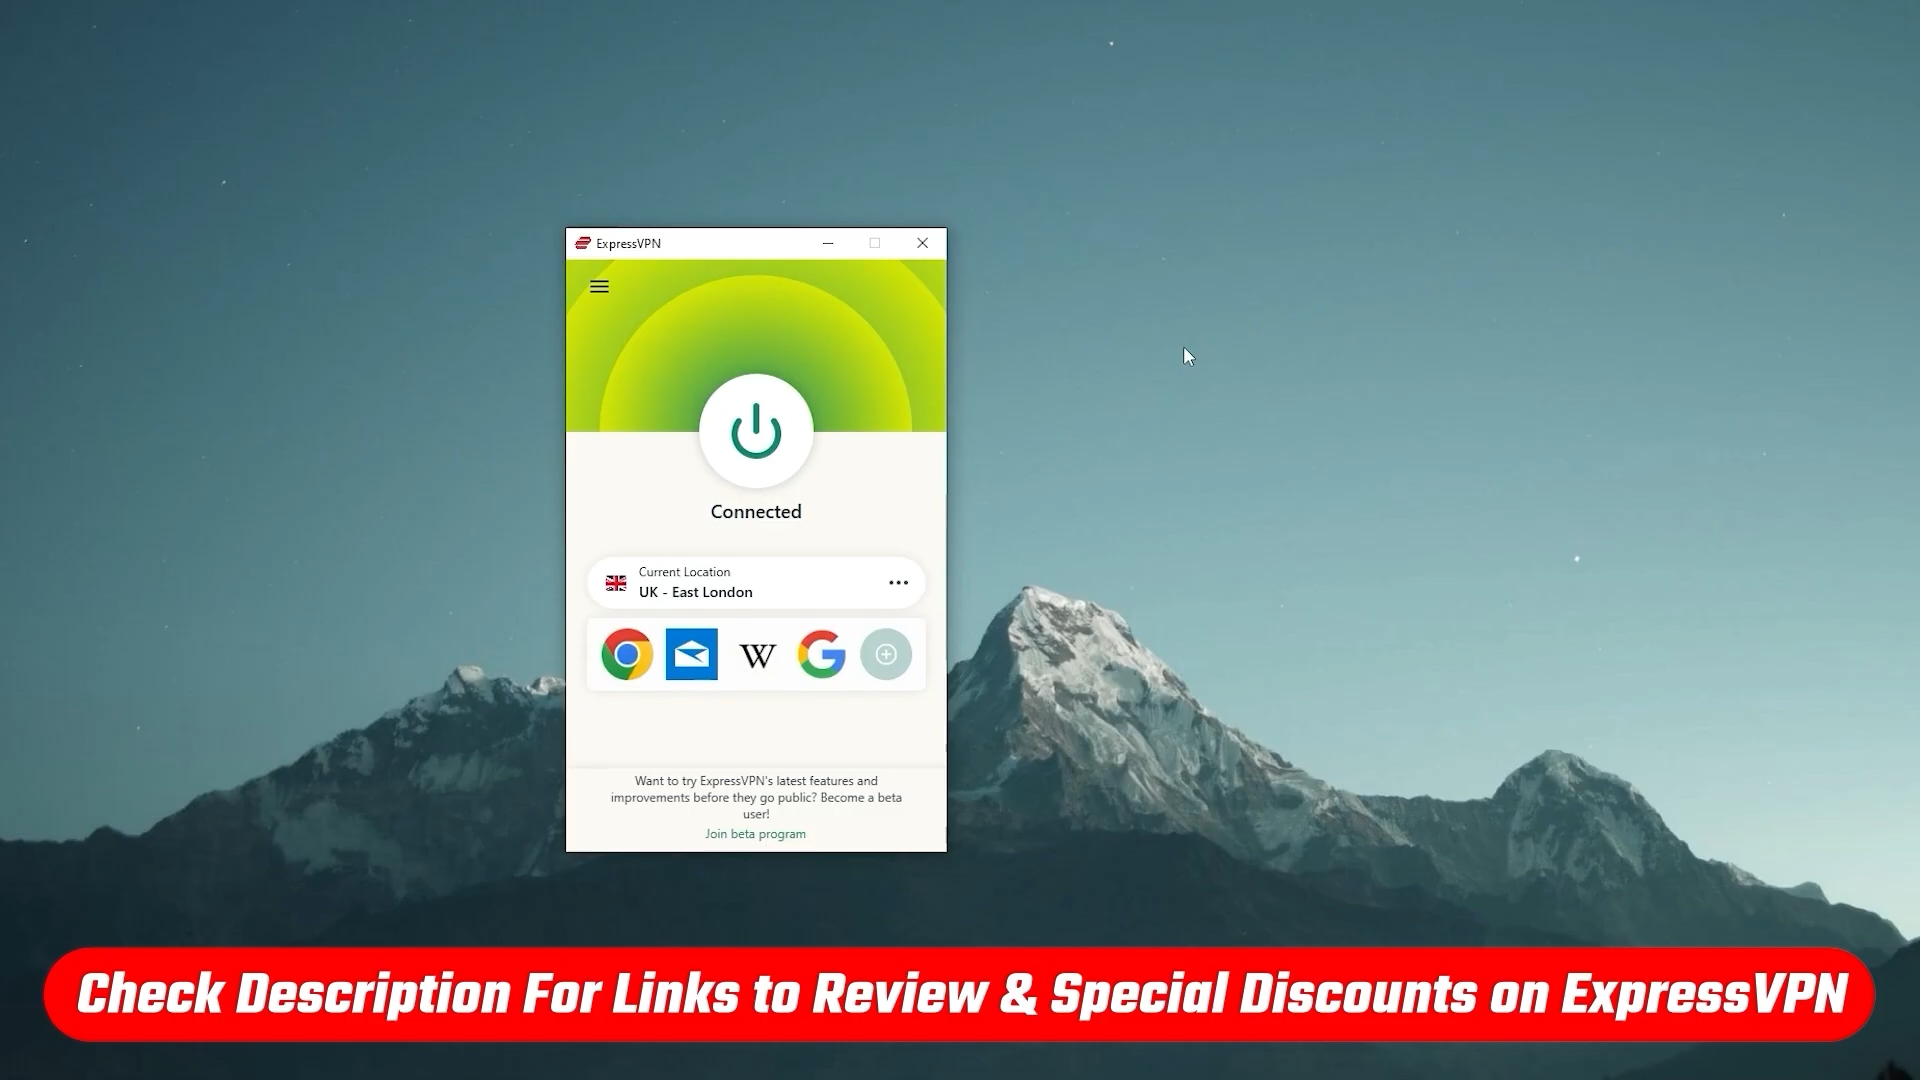 ExpressVPN
Connected
Current Location
UK - East London
W
G
Want to try ExpressVPN's latest features and
improvements before they go public? Become a beta
user!
Join beta program
Check Description For Links to Review & Special Discounts on ExpressVPN